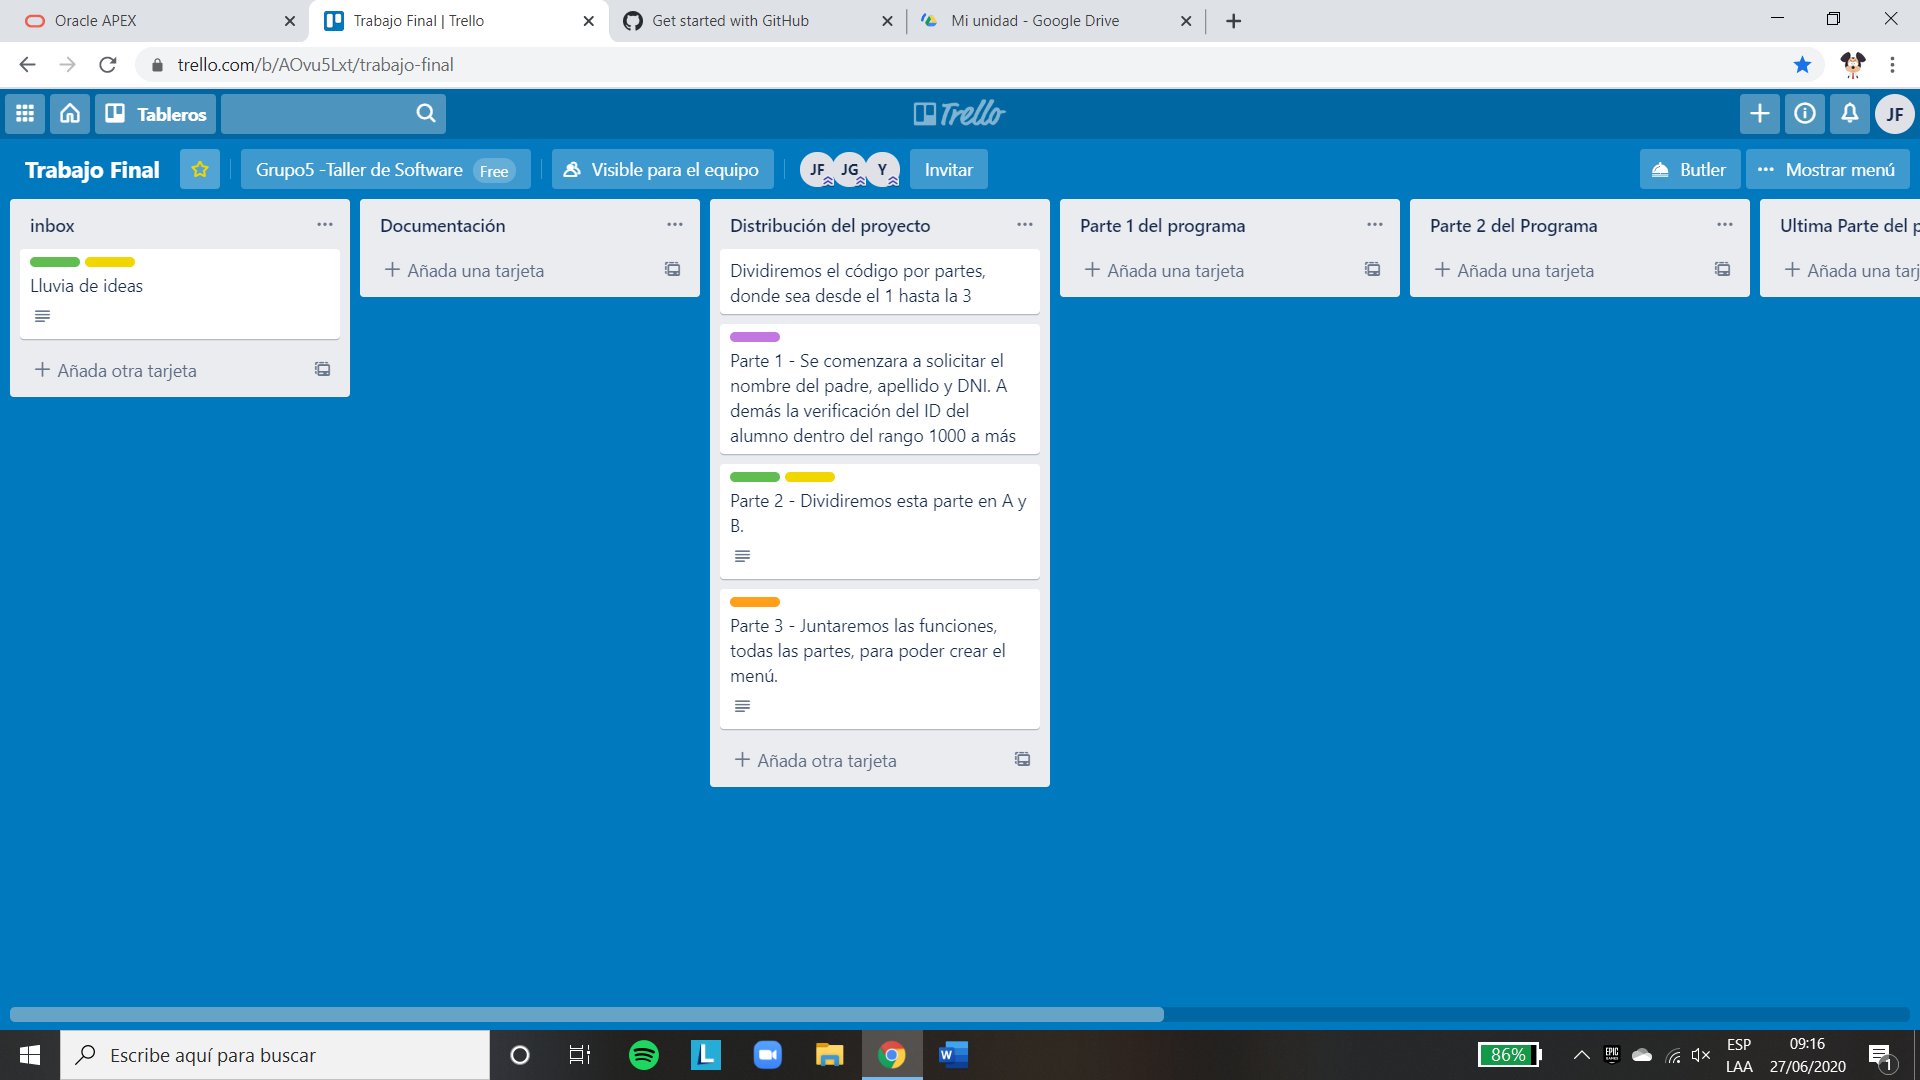 Oracle APEX
Trabajo Final | Trello
Get started with GitHub
Mi unidad - Google Drive
trello.com/b/AOvu5Lxt/trabajo-final
Tableros
Trello
JF
Trabajo Final
Grupo5 -Taller de Software Free
Visible para el equipo
JF
JG
Y
Invitar
Butler
Mostrar menú
inbox
Lluvia de ideas
Añada otra tarjeta
Documentación
Añada una tarjeta
Distribución del proyecto
Dividiremos el código por partes,
donde sea desde el 1 hasta la 3
Parte 1 - Se comenzara a solicitar el
nombre del padre, apellido y DNI. A
demás la verificación del ID del
alumno dentro del rango 1000 a más
Parte 2 - Dividiremos esta parte en A y
B.
Parte 3 - Juntaremos las funciones,
todas las partes, para poder crear el
menú.
Añada otra tarjeta
Parte 1 del programa
Añada una tarjeta
Parte 2 del Programa
Añada una tarjeta
Ultima Parte del p
Añada una tarj
Escribe aquí para buscar
L
W
86%
EPIC
ESP
LAA
09:16
27/06/2020
1